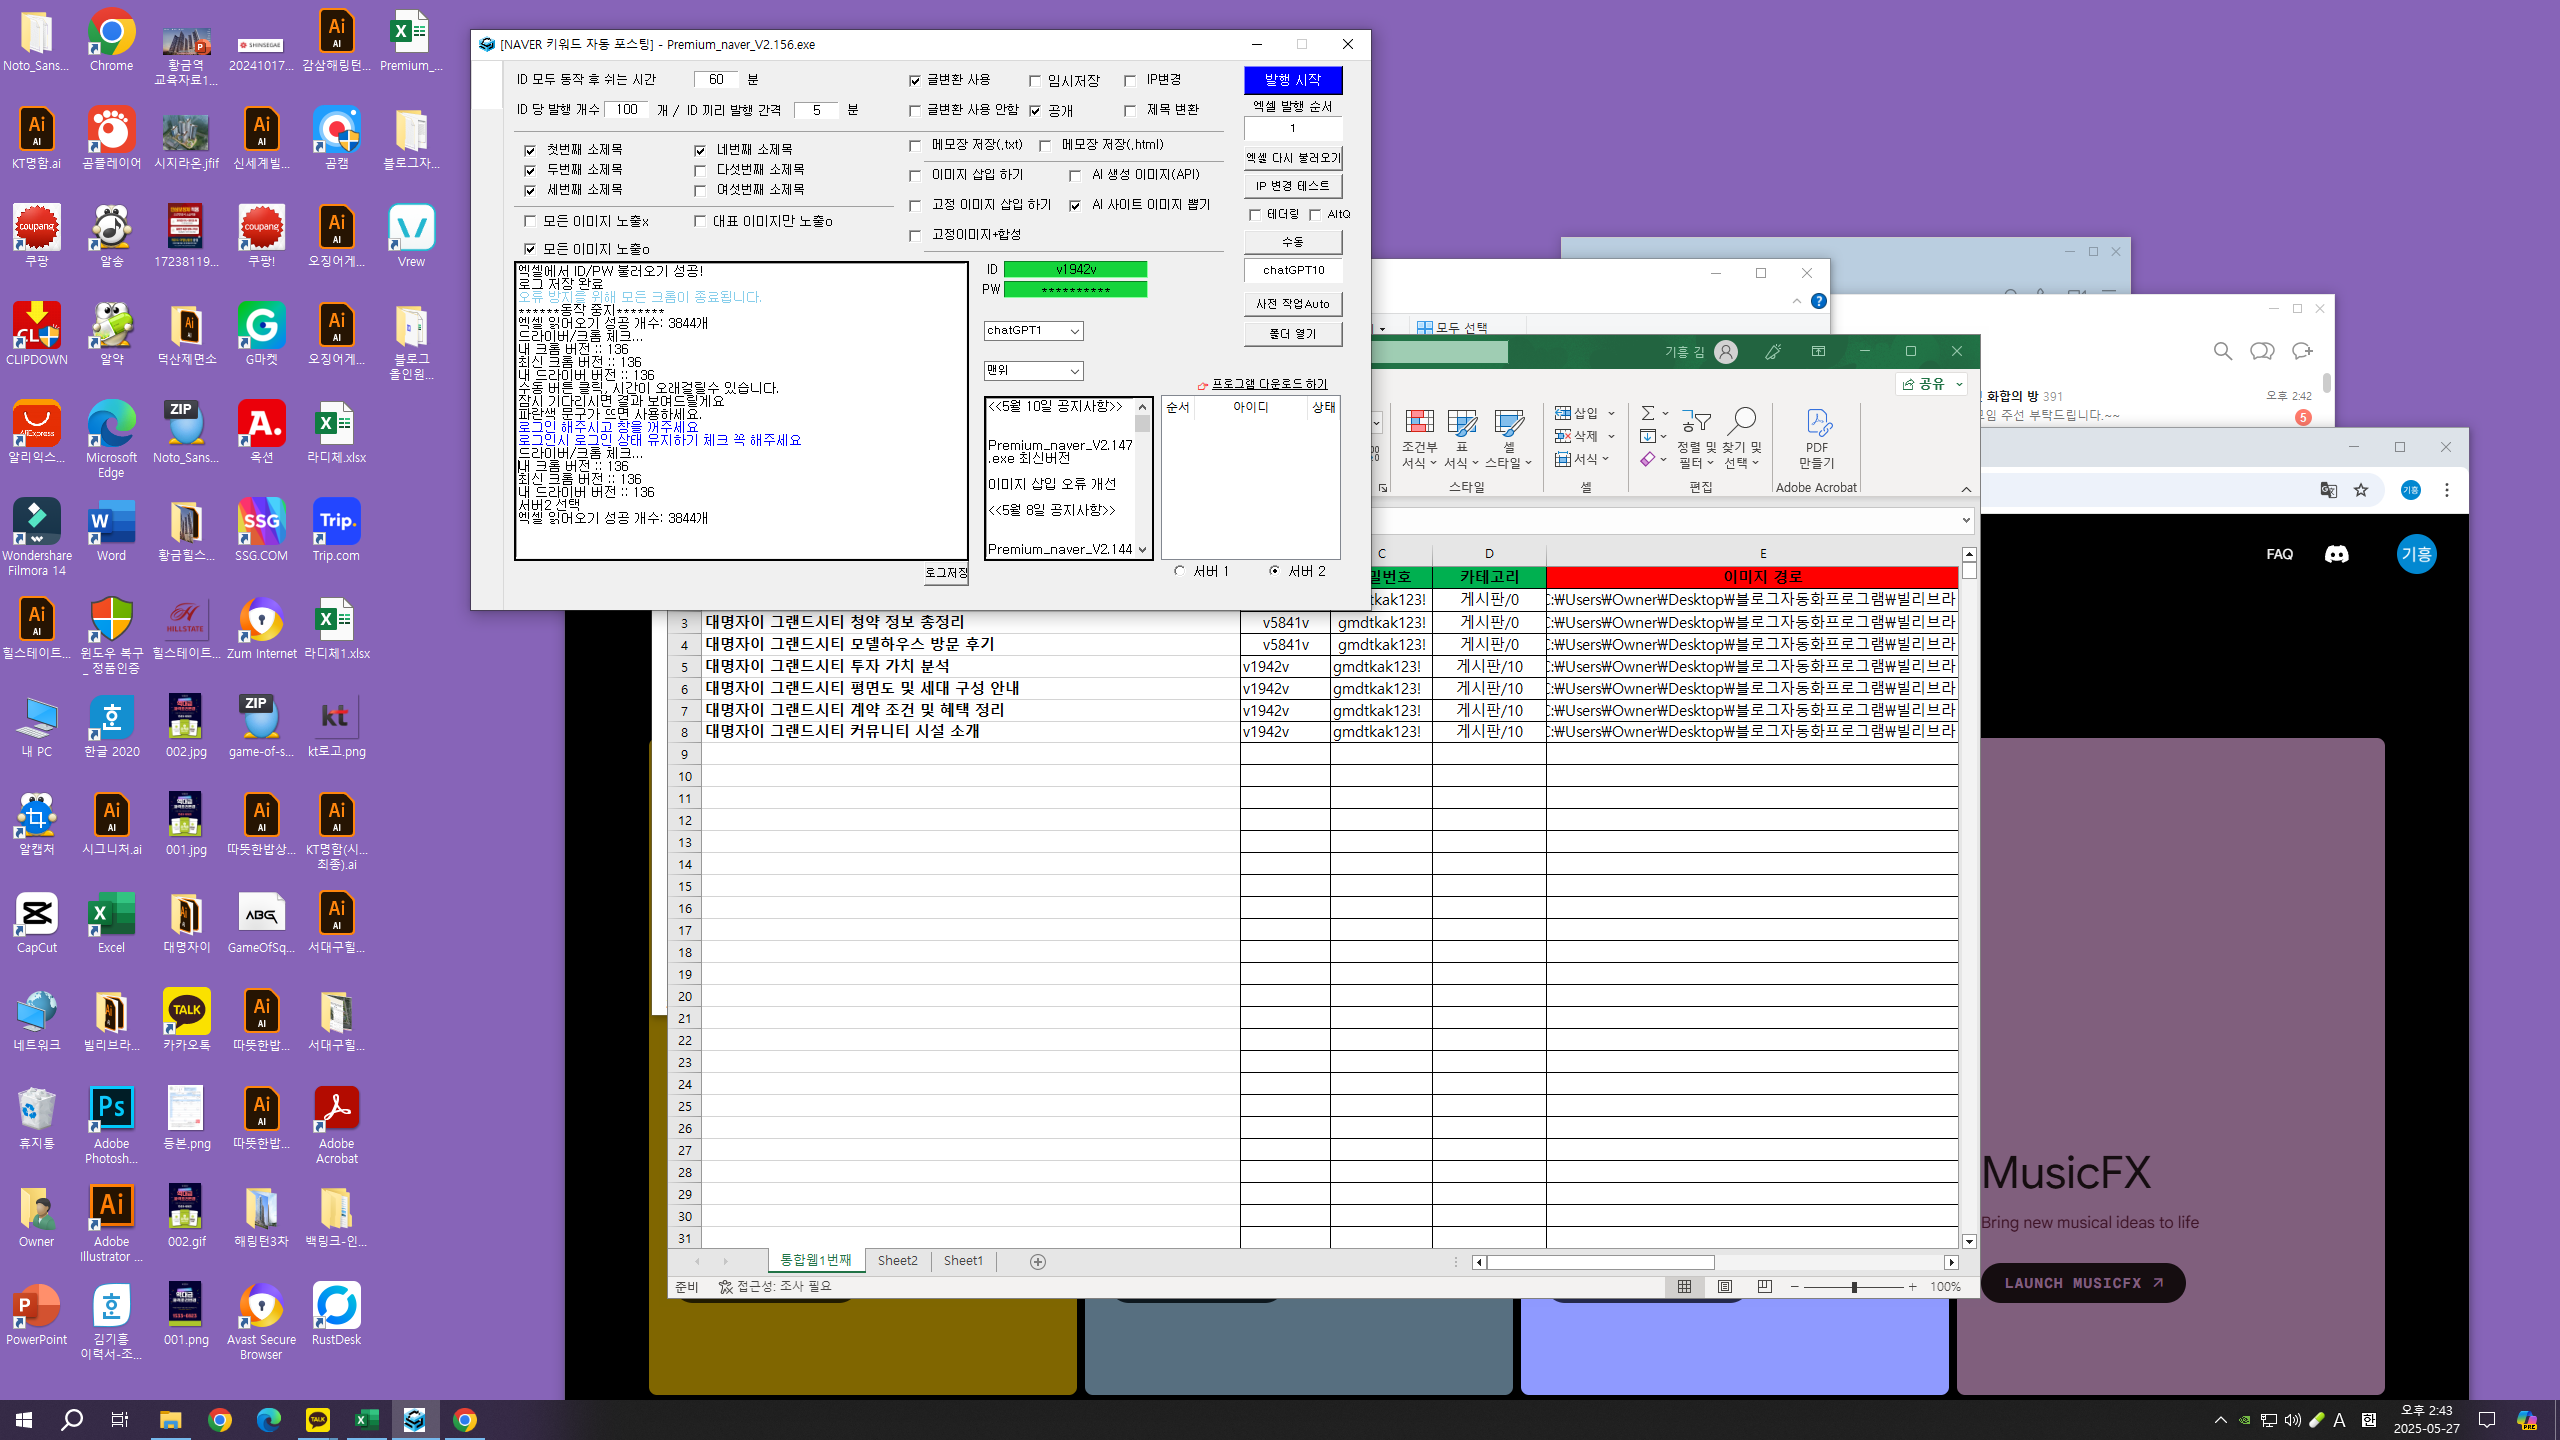 Noto_Sans...
Chrome
황금역
교육자료1...
SHINSEGAE
20241017...
감삼해링턴...
Premium_...
KT명함.ai
곰플레이어
시지라온.jfif
신세계빌...
곰캠
블로그자...
coupang
쿠팡
알송
17238119...
coupang
쿠팡!
오징어게...
Vrew
CLIPDOWN
알약
덕산제면소
G마켓
오징어게...
블로그
올인원...
알리익스...
Microsoft
Edge
ZIP
Noto_Sans...
옥션
라디체.xlsx
Wondershare
Filmora 14
Word
황금힐스...
SSG.COM
Trip.com
힐스테이트...
윈도우 복구
_ 정품인증
HILLSTATE
힐스테이트...
Zum Internet
라디체1.xlsx
내 PC
한글 2020
002.jpg
ZIP
game-of-s...
kt로고.png
알캡처
시그니처.ai
001.jpg
따뜻한밥상...
KT명함(시...
최종).ai
CapCut
Excel
대명자이
GameOfSq...
서대구힐...
네트워크
빌리브라...
카카오톡
따뜻한밥...
서대구힐...
휴지통
Adobe
Photosh...
등본.png
따뜻한밥...
Adobe
Acrobat
Owner
Adobe
Illustrator ...
002.gif
해링턴3차
백링크-인...
PowerPoint
김기흥
이력서-조...
001.png
Avast Secure
Browser
RustDesk
[NAVER 키워드 자동 포스팅] - Premium_naver_V2.156.exe
ID 모두 동작 후 쉬는 시간 60 분
ID 당 발행 개수 100 개 / ID 끼리 발행 간격 5 분
첫번째 소제목
네번째 소제목
두번째 소제목
다섯번째 소제목
세번째 소제목
여섯번째 소제목
모든 이미지 노출x
대표 이미지만 노출o
모든 이미지 노출o
글변환 사용
임시저장
IP변경
글변환 사용 안함
공개
제목 변환
메모장 저장(.txt)
메모장 저장(.html)
이미지 삽입 하기
AI 생성 이미지(API)
고정 이미지 삽입 하기
AI 사이트 이미지 뽑기
고정이미지+합성
발행 시작
엑셀 발행 순서
1
엑셀 다시 불러오기
IP 변경 테스트
테더링
AltQ
수동
chatGPT10
사전 작업Auto
폴더 열기
엑셀에서 ID/PW 불러오기 성공!
로그 저장 완료
오류 방지를 위해 모든 크롬이 종료됩니다.
******동작 중지*******
엑셀 읽어오기 성공 개수: 3844개
드라이버/크롬 체크...
내 크롬 버전 :: 136
최신 크롬 버전 :: 136
내 드라이버 버전 :: 136
수동 버튼 클릭, 시간이 오래걸릴수 있습니다.
잠시 기다리시면 결과 보여드릴게요
파란색 문구가 뜨면 사용하세요.
로그인 해주시고 창을 꺼주세요
로그인시 로그인 상태 유지하기 체크 꼭 해주세요
드라이버/크롬 체크...
내 크롬 버전 :: 136
최신 크롬 버전 :: 136
내 드라이버 버전 :: 136
서버2 선택
엑셀 읽어오기 성공 개수: 3844개
로그저장
ID v1942v
PW **********
chatGPT1
맨위
프로그램 다운로드 하기
<<5월 10일 공지사항>>
Premium_naver_V2.147
.exe 최신버전
이미지 삽입 오류 개선
<<5월 8일 공지사항>>
Premium_naver_V2.144
순서 아이디 상태
서버 1
서버 2
모두 선택
기흥 김
공유
조건부
서식
표
서식
셀
스타일
스타일
삽입
삭제
서식
셀
정렬 및
필터
찾기 및
선택
편집
PDF
만들기
Adobe Acrobat
화합의 방 391
오후 2:42
임 주선 부탁드립니다.~~
5
기흥
FAQ
기흥
C D E
밀번호 카테고리 이미지 경로
tkak123! 게시판/0 C:₩Users₩Owner₩Desktop₩블로그자동화프로그램₩빌리브라
3 대명자이 그랜드시티 청약 정보 총정리 v5841v gmdtkak123! 게시판/0 C:₩Users₩Owner₩Desktop₩블로그자동화프로그램₩빌리브라
4 대명자이 그랜드시티 모델하우스 방문 후기 v5841v gmdtkak123! 게시판/0 C:₩Users₩Owner₩Desktop₩블로그자동화프로그램₩빌리브라
5 대명자이 그랜드시티 투자 가치 분석 v1942v gmdtkak123! 게시판/10 C:₩Users₩Owner₩Desktop₩블로그자동화프로그램₩빌리브라
6 대명자이 그랜드시티 평면도 및 세대 구성 안내 v1942v gmdtkak123! 게시판/10 C:₩Users₩Owner₩Desktop₩블로그자동화프로그램₩빌리브라
7 대명자이 그랜드시티 계약 조건 및 혜택 정리 v1942v gmdtkak123! 게시판/10 C:₩Users₩Owner₩Desktop₩블로그자동화프로그램₩빌리브라
8 대명자이 그랜드시티 커뮤니티 시설 소개 v1942v gmdtkak123! 게시판/10 C:₩Users₩Owner₩Desktop₩블로그자동화프로그램₩빌리브라
9
10
11
12
13
14
15
16
17
18
19
20
21
22
23
24
25
26
27
28
29
30
31
통합웹1번째 Sheet2 Sheet1
준비 접근성: 조사 필요 100%
MusicFX
Bring new musical ideas to life
LAUNCH MUSICFX
A 한
오후 2:43
2025-05-27